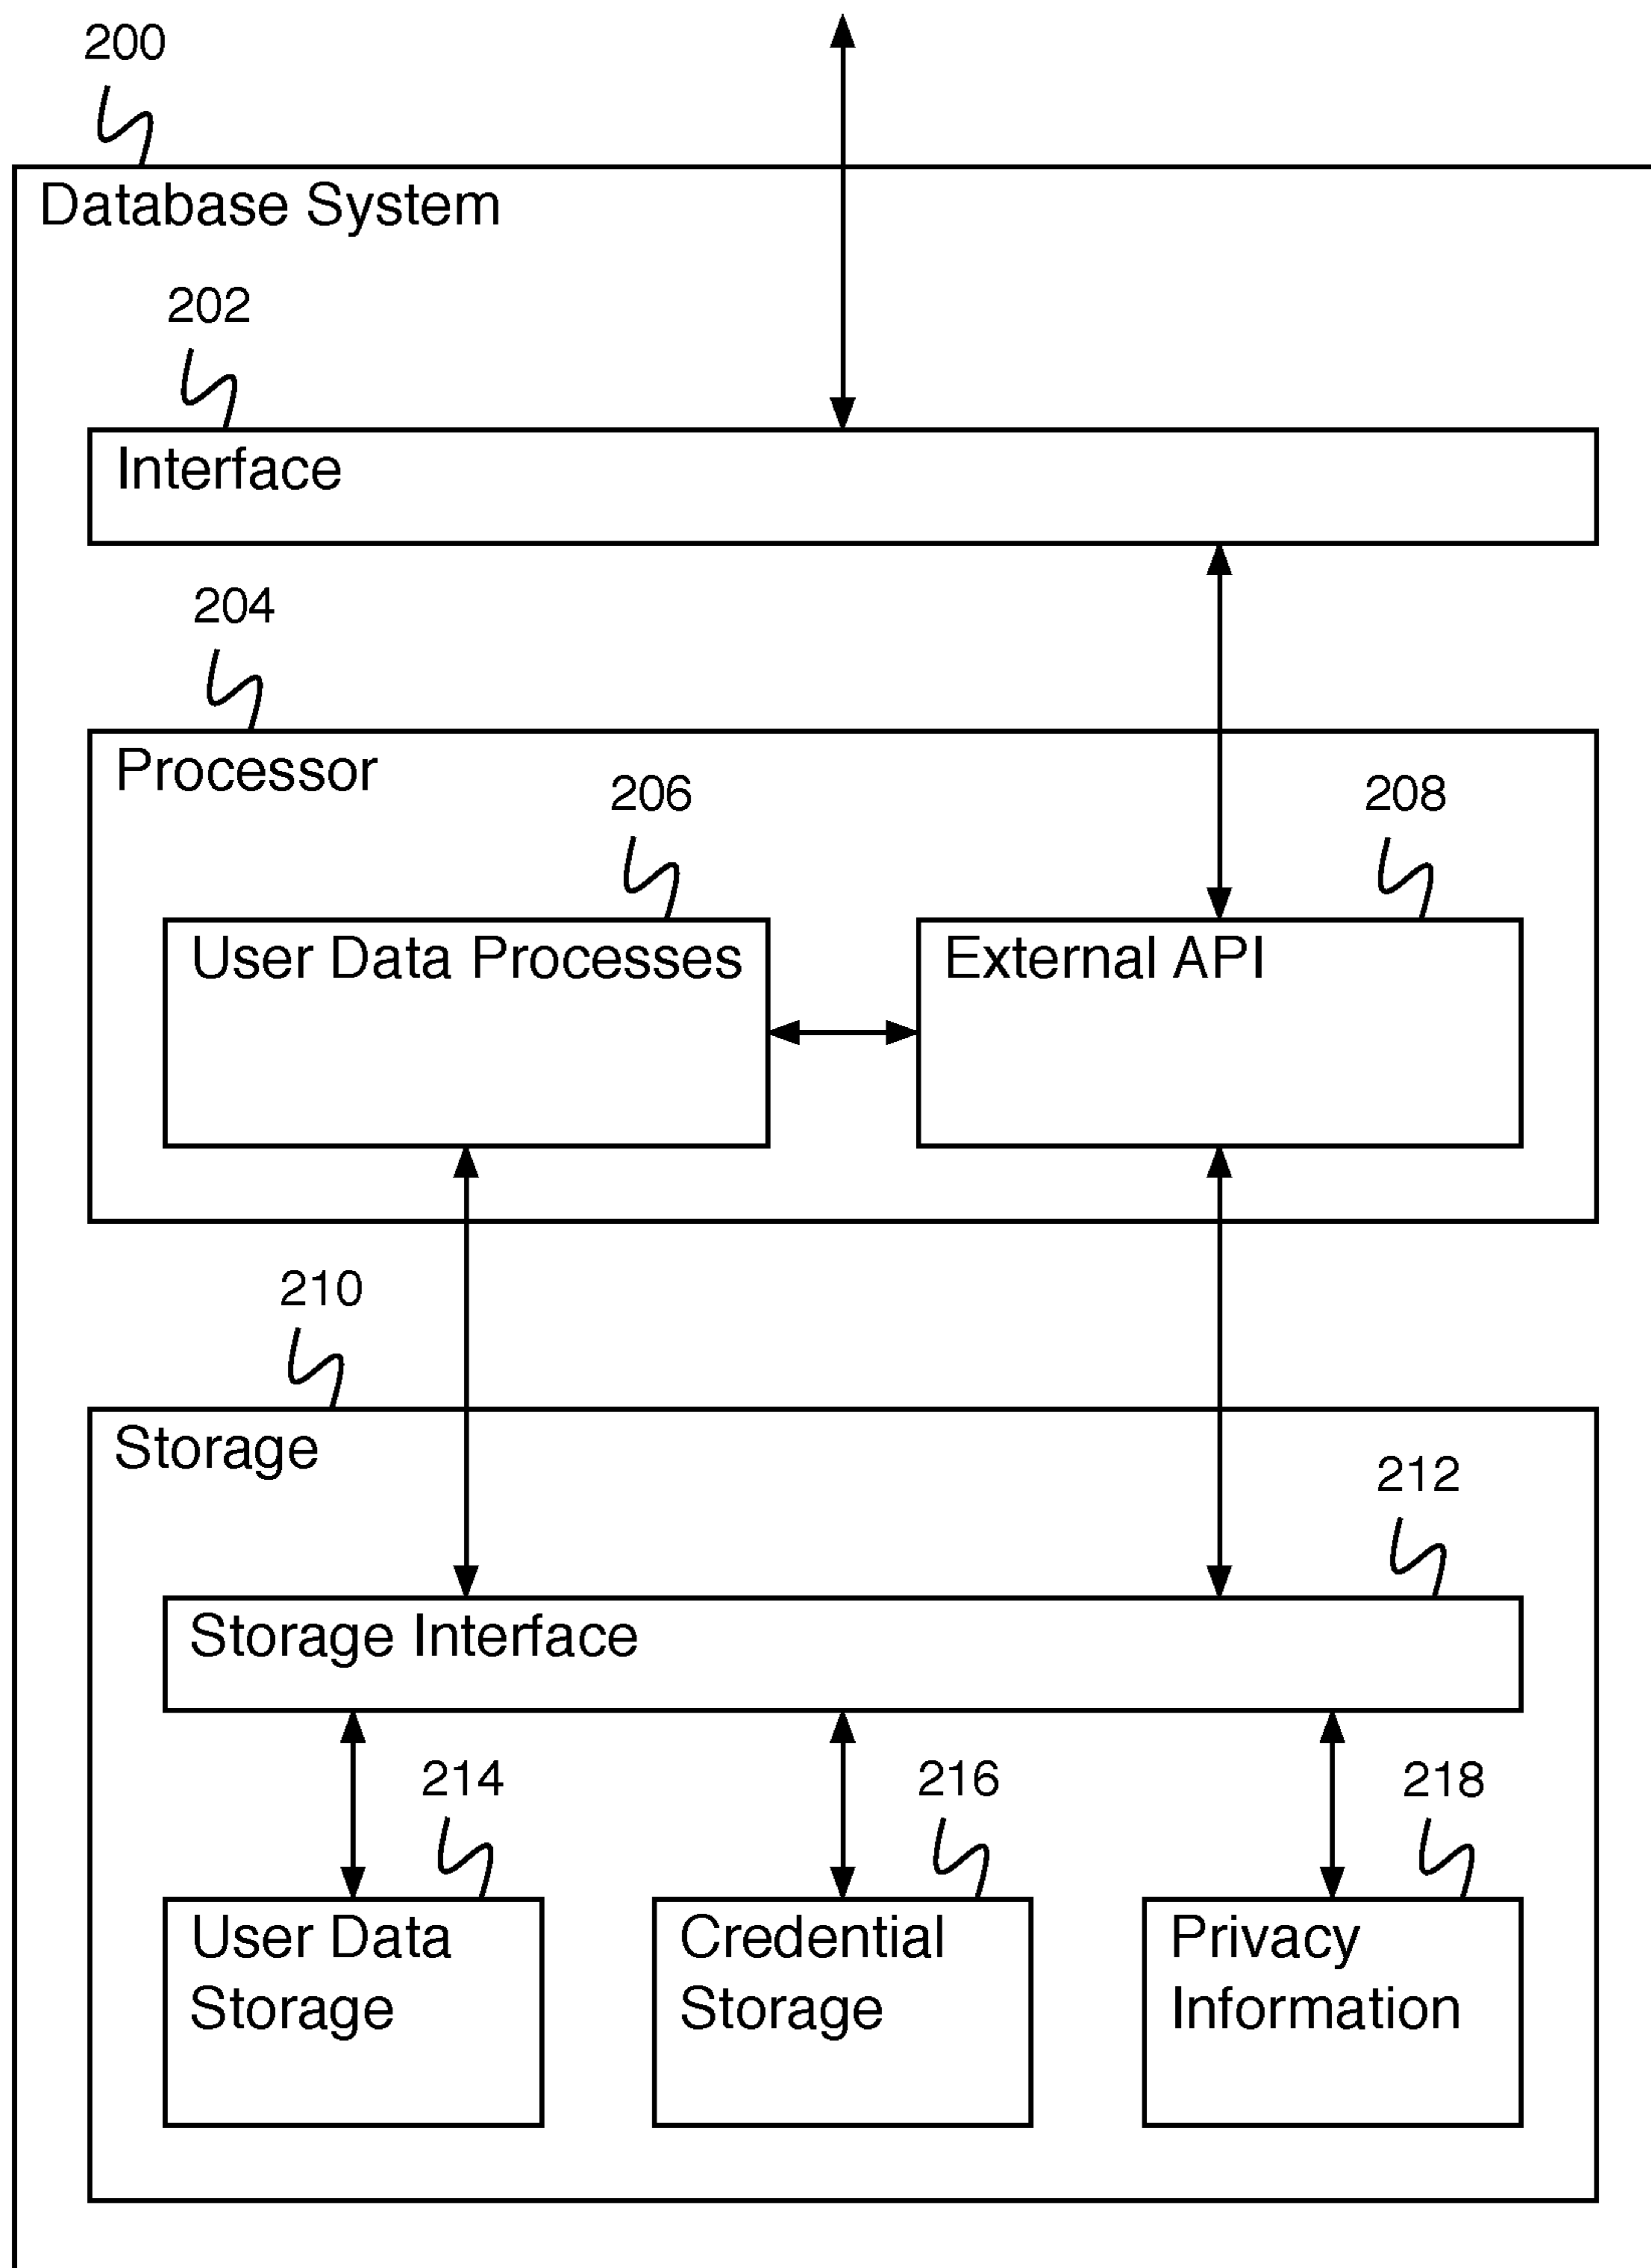 200
Database System
202
Interface
204
Processor
206
208
User Data Processes
External API
210
Storage
212
Storage Interface
214
216
218
User Data
Storage
Credential
Storage
Privacy
Information